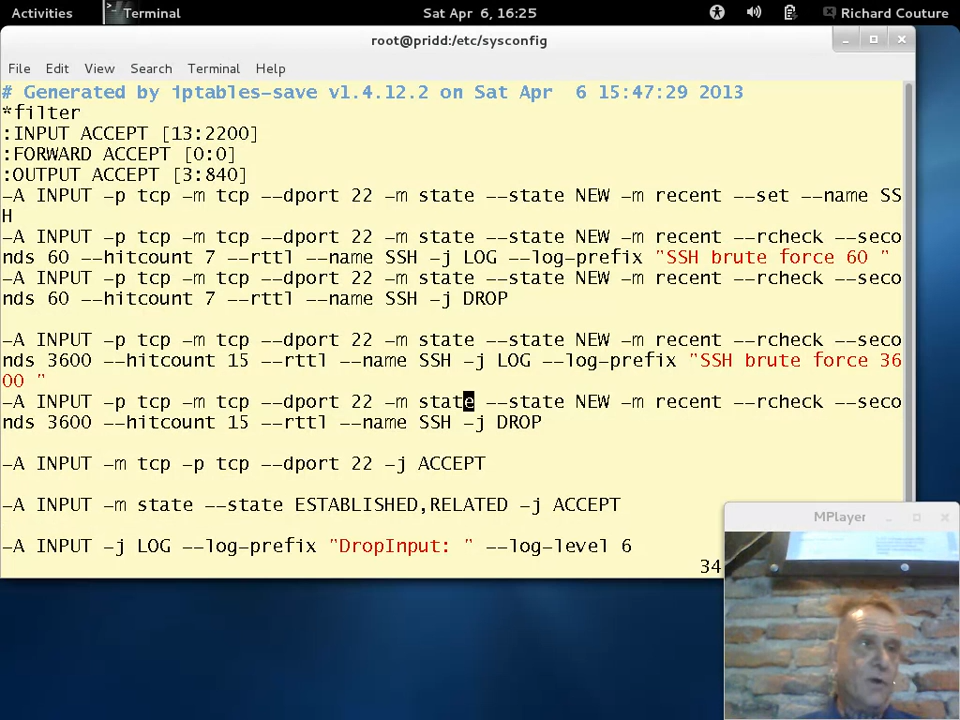 Activities Terminal Sat Apr 6, 16:25 Richard Couture
root@pridd:/etc/sysconfig
File Edit View Search Terminal Help
# Generated by iptables-save v1.4.12.2 on Sat Apr  6 15:47:29 2013
*filter
:INPUT ACCEPT [13:2200]
:FORWARD ACCEPT [0:0]
:OUTPUT ACCEPT [3:840]
-A INPUT -p tcp -m tcp --dport 22 -m state --state NEW -m recent --set --name SS
H
-A INPUT -p tcp -m tcp --dport 22 -m state --state NEW -m recent --rcheck --seco
nds 60 --hitcount 7 --rttl --name SSH -j LOG --log-prefix "SSH brute force 60 "
-A INPUT -p tcp -m tcp --dport 22 -m state --state NEW -m recent --rcheck --seco
nds 60 --hitcount 7 --rttl --name SSH -j DROP
-A INPUT -p tcp -m tcp --dport 22 -m state --state NEW -m recent --rcheck --seco
nds 3600 --hitcount 15 --rttl --name SSH -j LOG --log-prefix "SSH brute force 36
00 "
-A INPUT -p tcp -m tcp --dport 22 -m state --state NEW -m recent --rcheck --seco
nds 3600 --hitcount 15 --rttl --name SSH -j DROP
-A INPUT -m tcp -p tcp --dport 22 -j ACCEPT
-A INPUT -m state --state ESTABLISHED,RELATED -j ACCEPT
-A INPUT -j LOG --log-prefix "DropInput: " --log-level 6
34
MPlayer